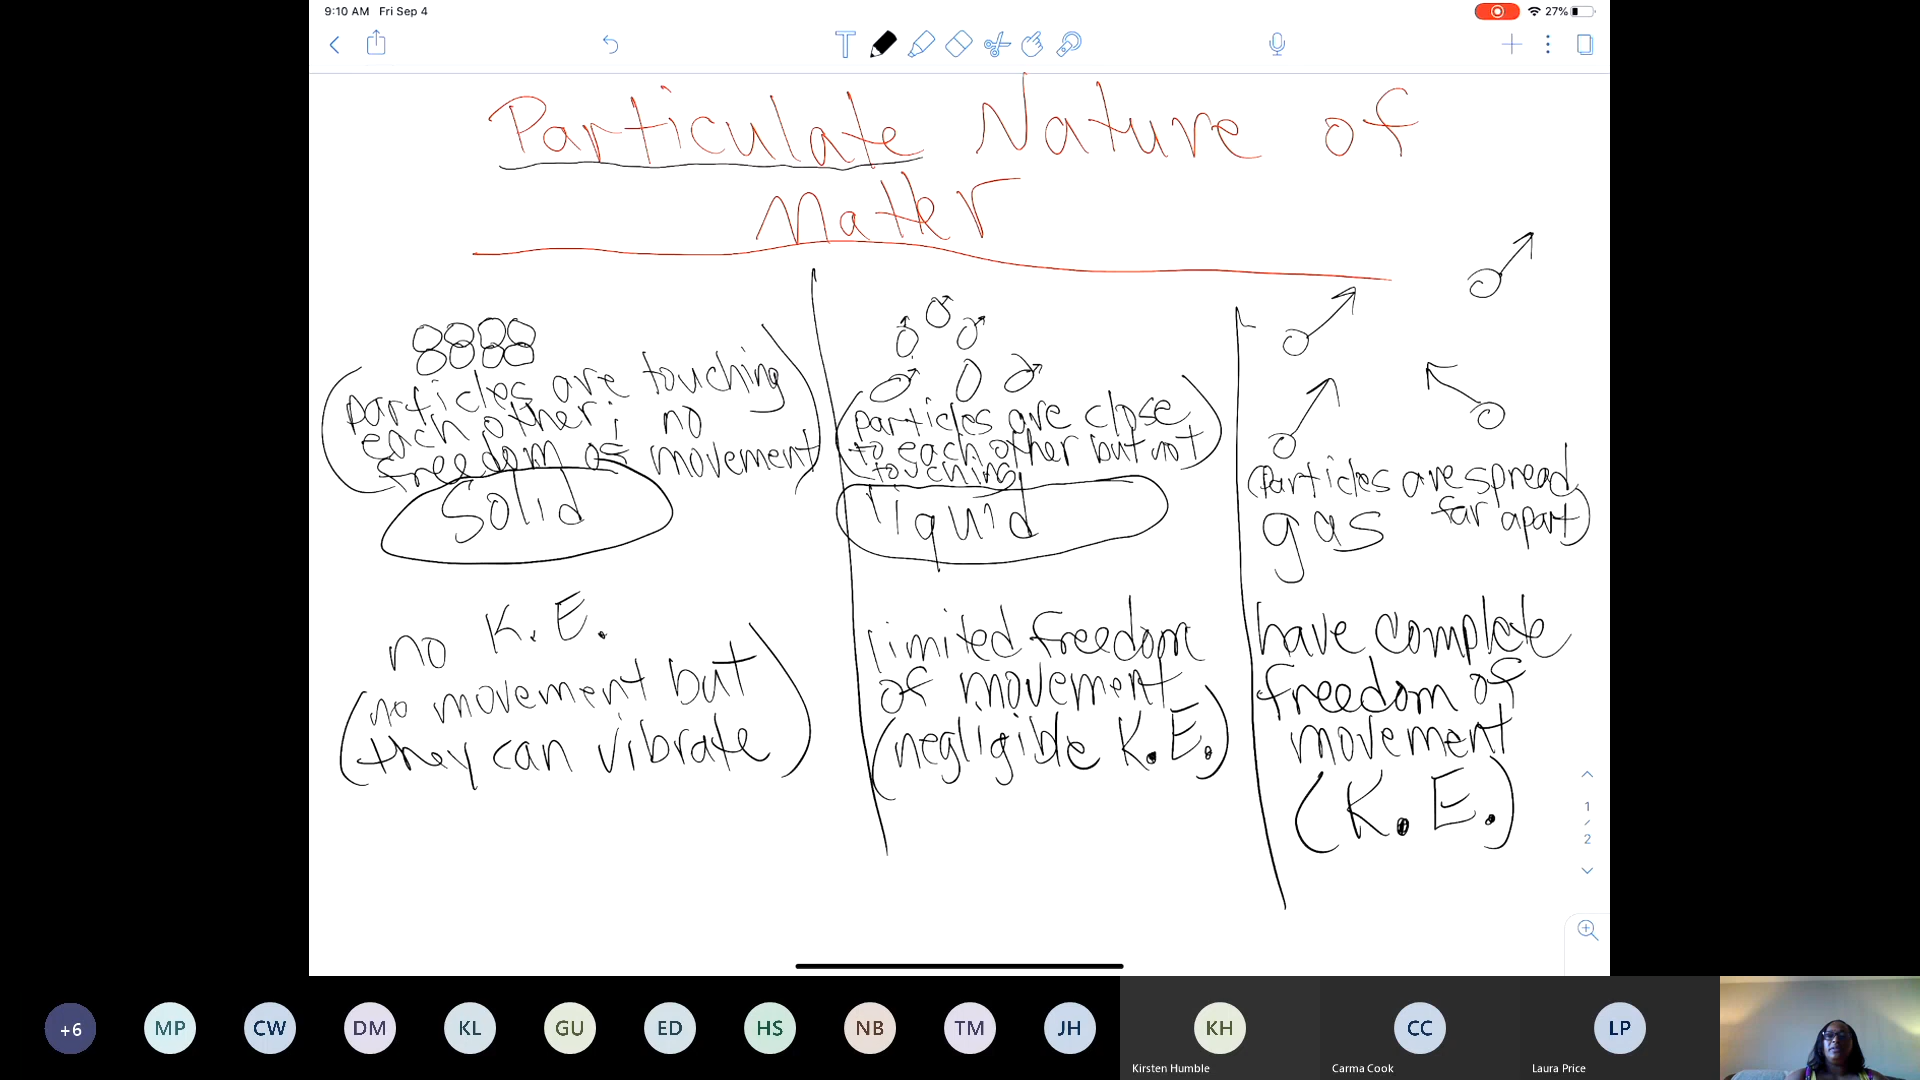 9:10 AM Fri Sep 4
27%
T
Particulate Nature of
Matter
particles are touching
each other; no
freedom of movement
Solid
no K.E.
(no movement but
they can vibrate)
(particles are close
to each other but not
touching)
liquid
limited freedom
of movement
(negligible K.E.)
(particles are spread
far apart)
gas
have complete
freedom of
movement
(K.E.)
1
/
2
+6
MP
CW
DM
KL
GU
ED
HS
NB
TM
JH
KH
Kirsten Humble
CC
Carma Cook
LP
Laura Price